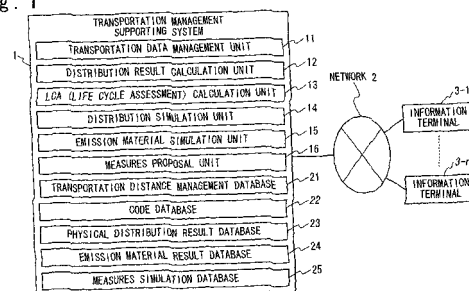 Fig. 1
TRANSPORTATION MANAGEMENT
SUPPORTING SYSTEM
1
TRANSPORTATION DATA MANAGEMENT UNIT
11
DISTRIBUTION RESULT CALCULATION UNIT
12
LCA (LIFE CYCLE ASSESSMENT) CALCULATION UNIT
13
DISTRIBUTION SIMULATION UNIT
14
EMISSION MATERIAL SIMULATION UNIT
15
MEASURES PROPOSAL UNIT
16
TRANSPORTATION DISTANCE MANAGEMENT DATABASE
21
CODE DATABASE
22
PHYSICAL DISTRIBUTION RESULT DATABASE
23
EMISSION MATERIAL RESULT DATABASE
24
MEASURES SIMULATION DATABASE
25
NETWORK 2
3-1
INFORMATION
TERMINAL
3-n
INFORMATION
TERMINAL